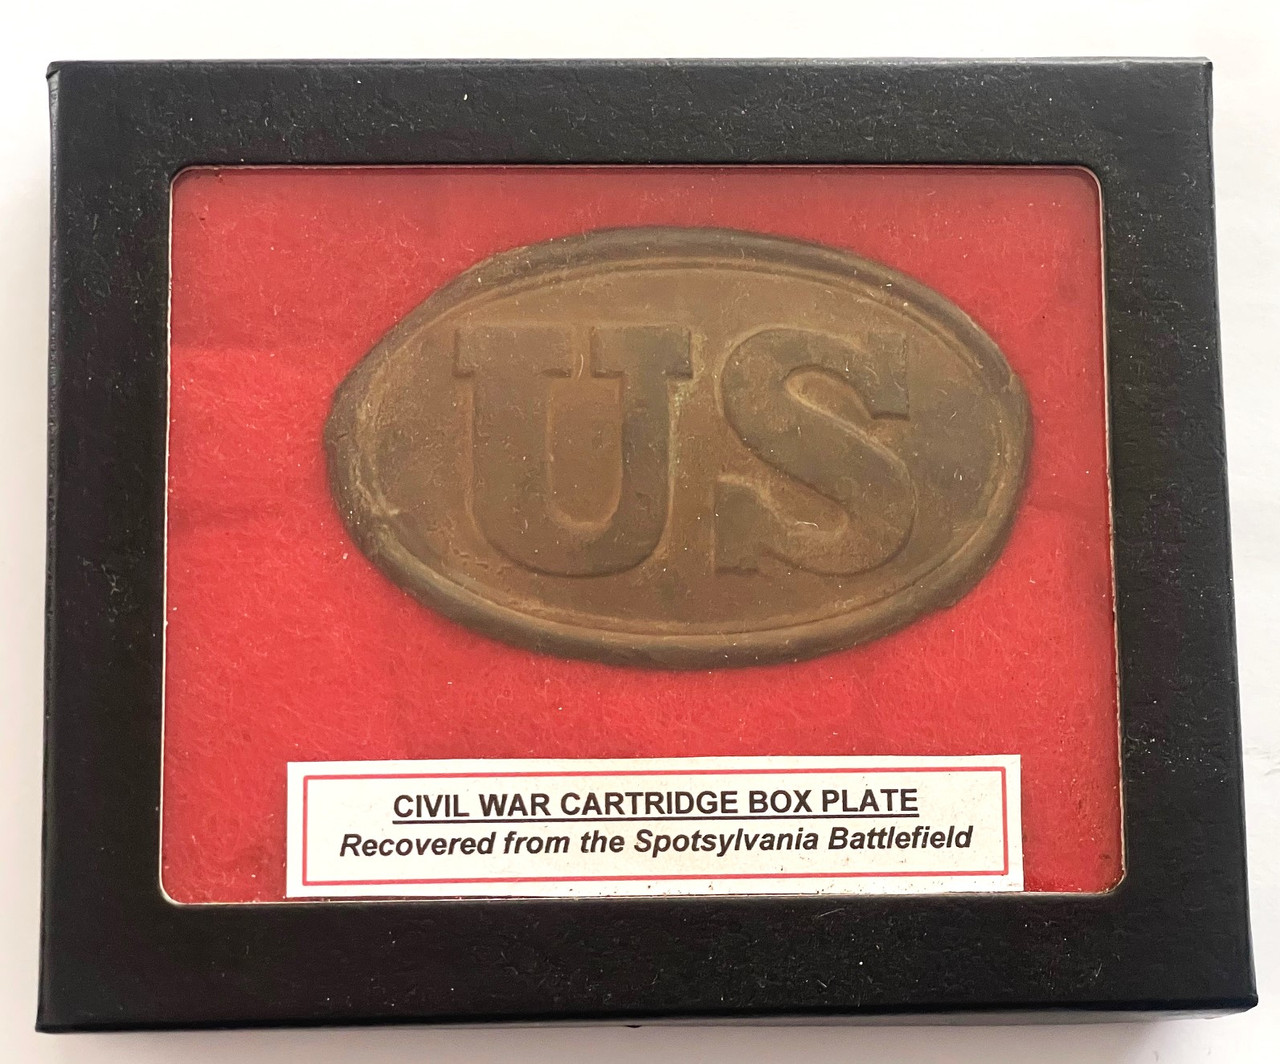 US
CIVIL WAR CARTRIDGE BOX PLATE
Recovered from the Spotsylvania Battlefield